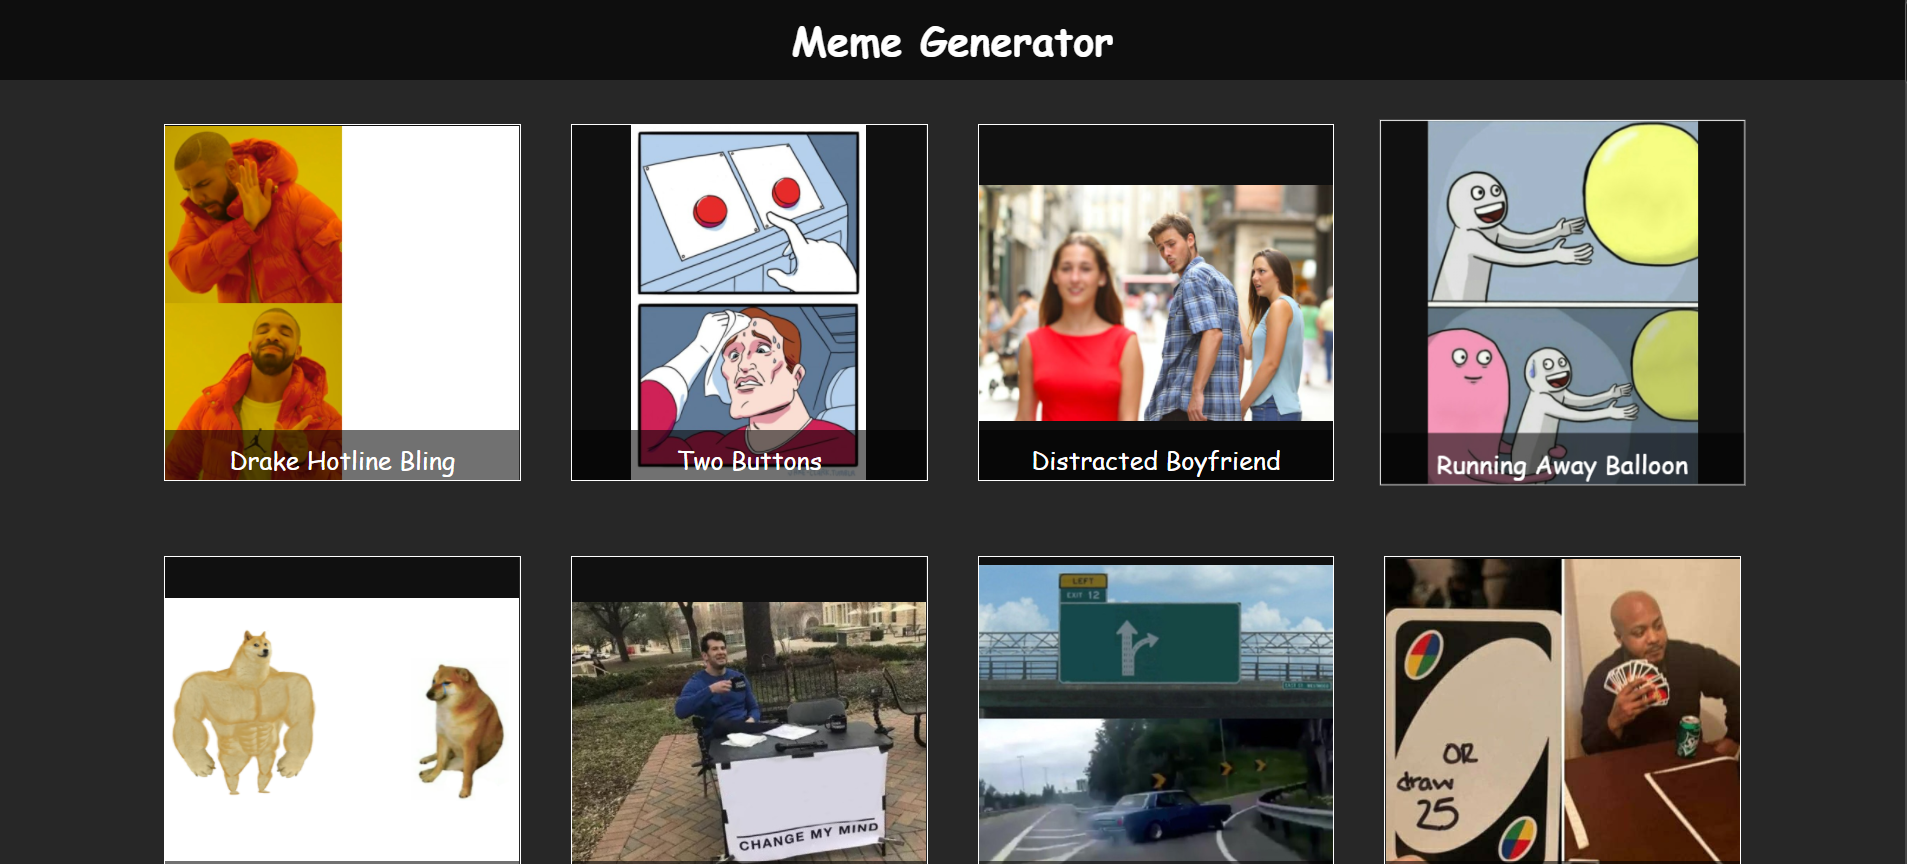 Meme Generator
Drake Hotline Bling
Two Buttons
Distracted Boyfriend
Running Away Balloon
CHANGE MY MIND
LEFT
EXIT 12
OR
draw
25